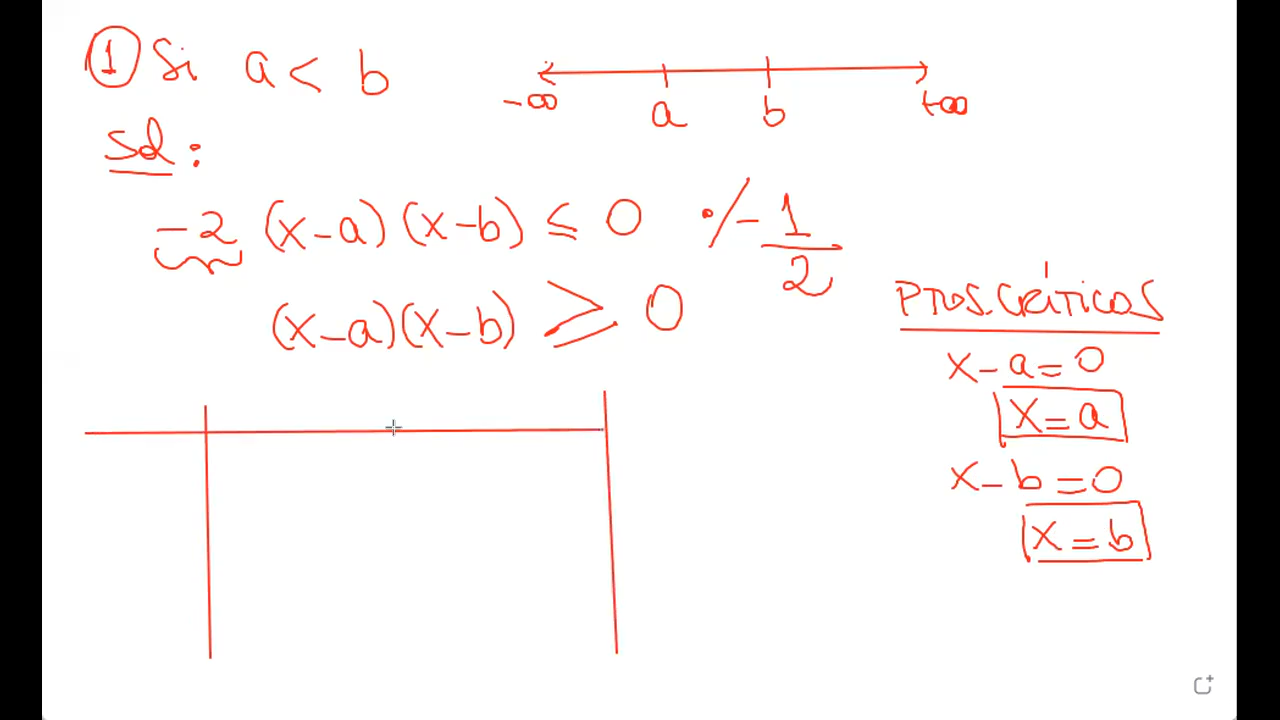 ① Si a < b
-∞ a b +∞
Sol:
-2 (x-a)(x-b) ≤ 0 ·/ -1/2
(x-a)(x-b) ≥ 0
PTOS. CRÍTICOS
x-a=0
x=a
x-b=0
x=b